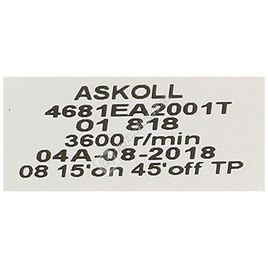 ASKOLL
4681EA2001T
01 818
3600 r/min
04A-08-2018
08 15'on 45'off TP